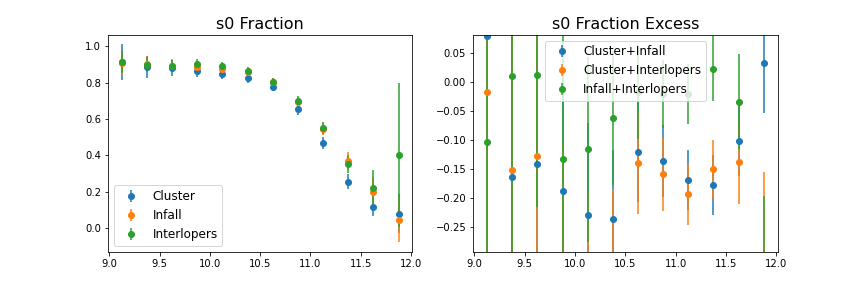 s0 Fraction
1.0
0.8
0.6
0.4
0.2
0.0
Cluster
Infall
Interlopers
9.0 9.5 10.0 10.5 11.0 11.5 12.0
s0 Fraction Excess
0.05
0.00
−0.05
−0.10
−0.15
−0.20
−0.25
Cluster+Infall
Cluster+Interlopers
Infall+Interlopers
9.0 9.5 10.0 10.5 11.0 11.5 12.0